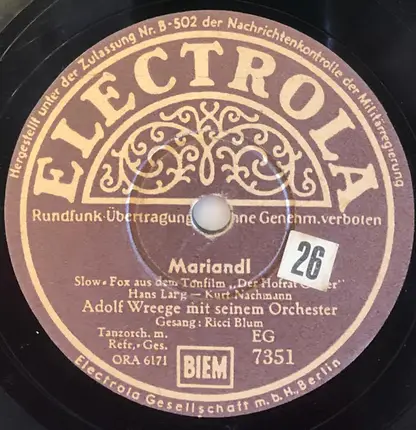 Hergestellt unter der Zulassung Nr. B-502 der Nachrichtenkontrolle der Militärregierung
ELECTROLA
Rundfunk-Übertragung ohne Genehm. verboten
Mariandl
26
Slow-Fox aus dem Tonfilm „Der Hofrat
Hans Lang — Kurt Nachmann
Adolf Wreege mit seinem Orchester
Gesang: Ricci Blum
Tanzorch. m.
Refr.-Ges.
ORA 6171
BIEM
EG
7351
Electrola Gesellschaft m.b.H., Berlin